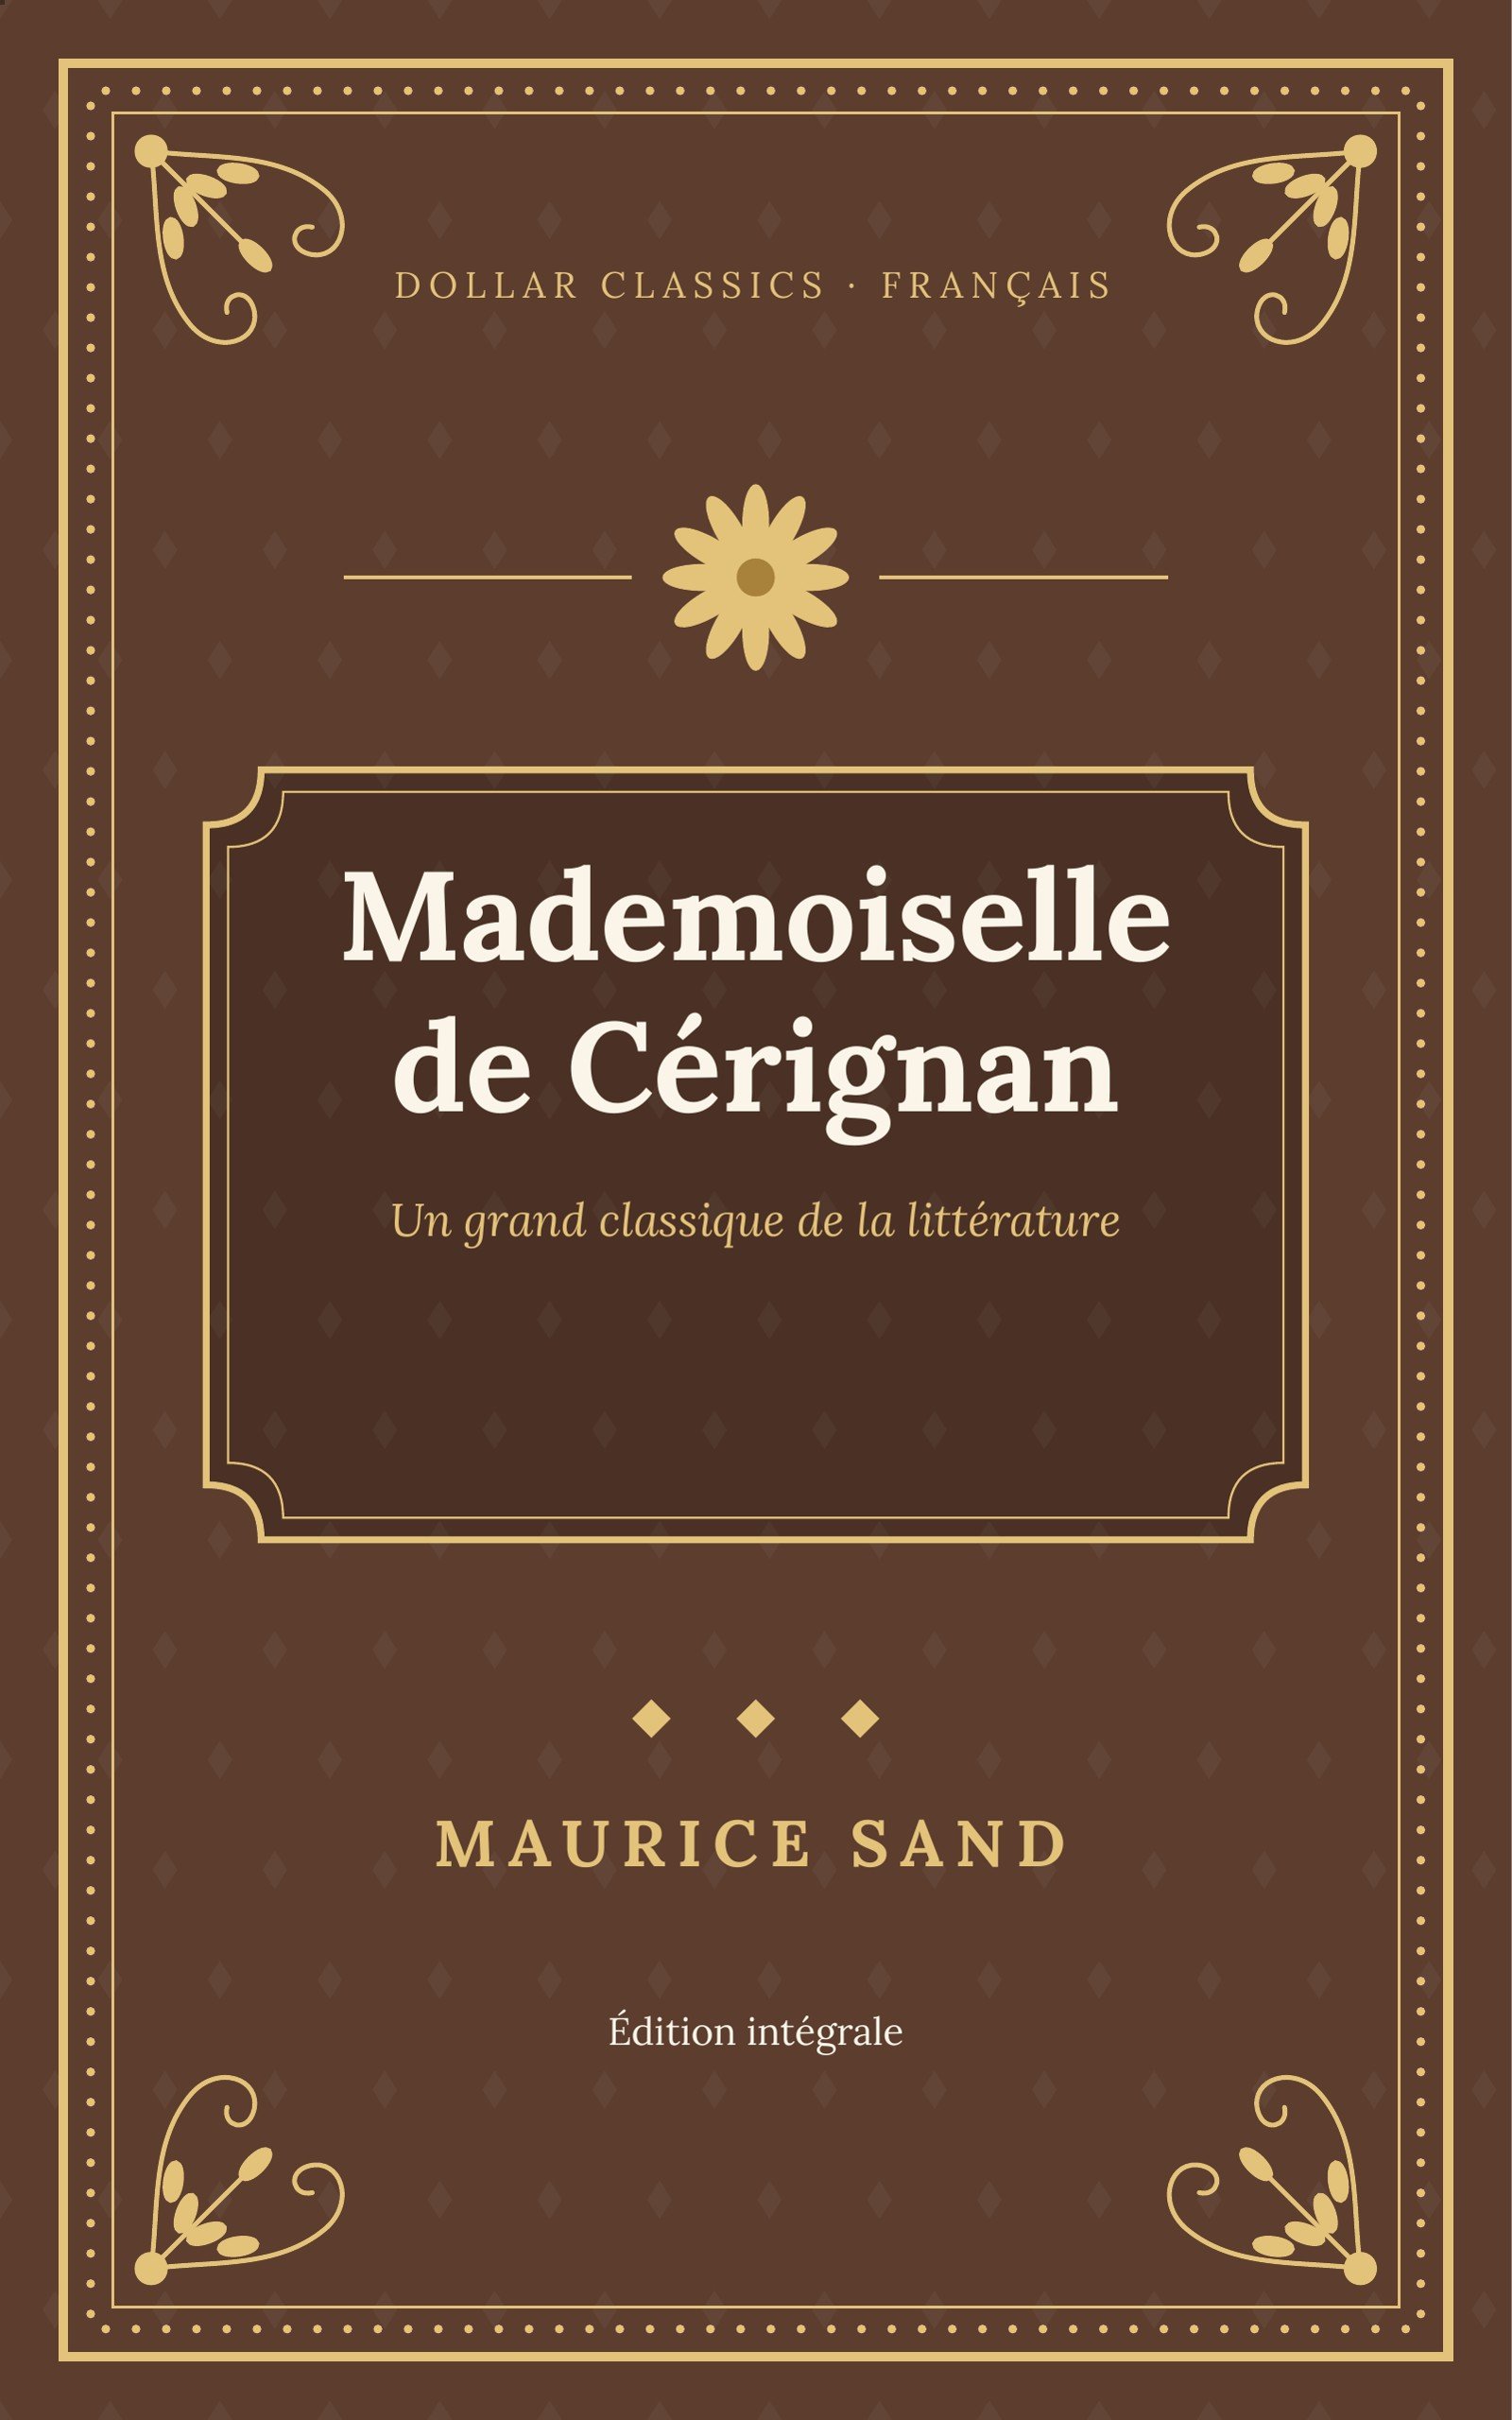 DOLLAR CLASSICS · FRANÇAIS
Mademoiselle
de Cérignan
Un grand classique de la littérature
MAURICE SAND
Édition intégrale